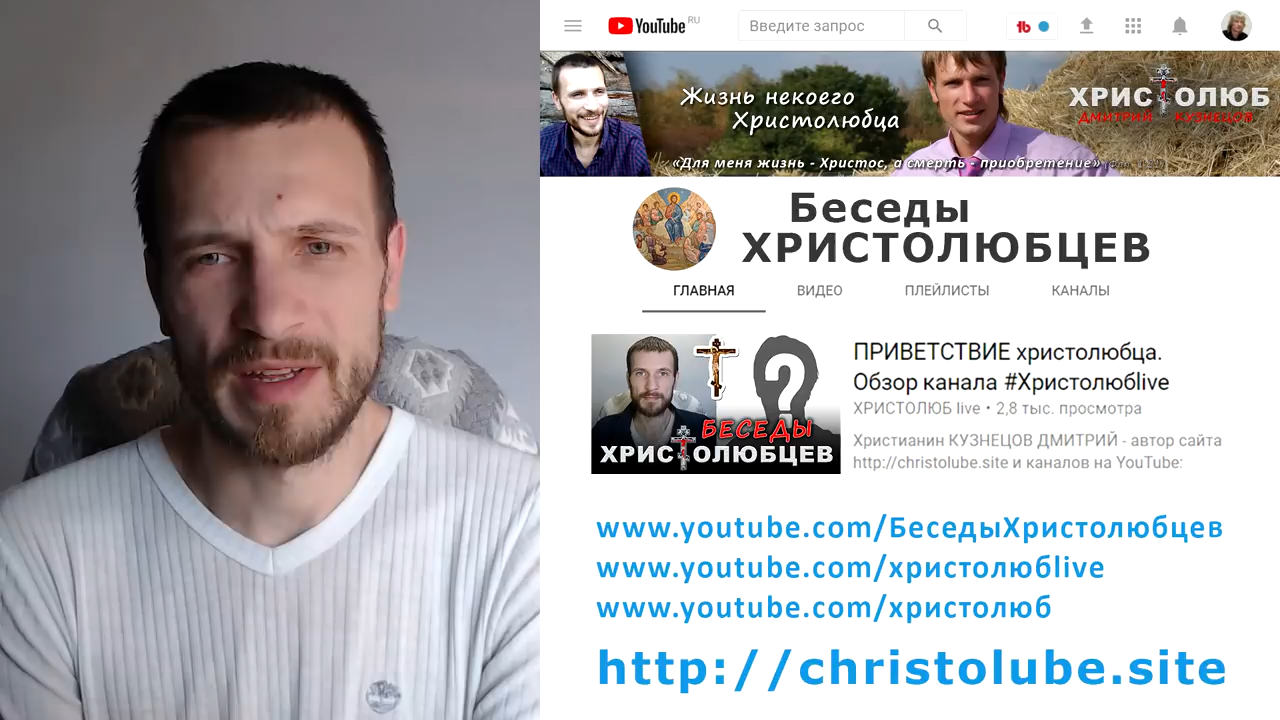 YouTube RU
Введите запрос
Жизнь некоего
Христолюбца
ХРИСТОЛЮБ
ДМИТРИЙ КУЗНЕЦОВ
«Для меня жизнь - Христос, а смерть - приобретение»
Беседы
ХРИСТОЛЮБЦЕВ
ГЛАВНАЯ ВИДЕО ПЛЕЙЛИСТЫ КАНАЛЫ
БЕСЕДЫ
ХРИСТОЛЮБЦЕВ
ПРИВЕТСТВИЕ христолюбца.
Обзор канала #Христолюблive
ХРИСТОЛЮБ live • 2,8 тыс. просмотра
Христианин КУЗНЕЦОВ ДМИТРИЙ - автор сайта
http://christolube.site и каналов на YouTube:
www.youtube.com/БеседыХристолюбцев
www.youtube.com/христолюблive
www.youtube.com/христолюб
http://christolube.site